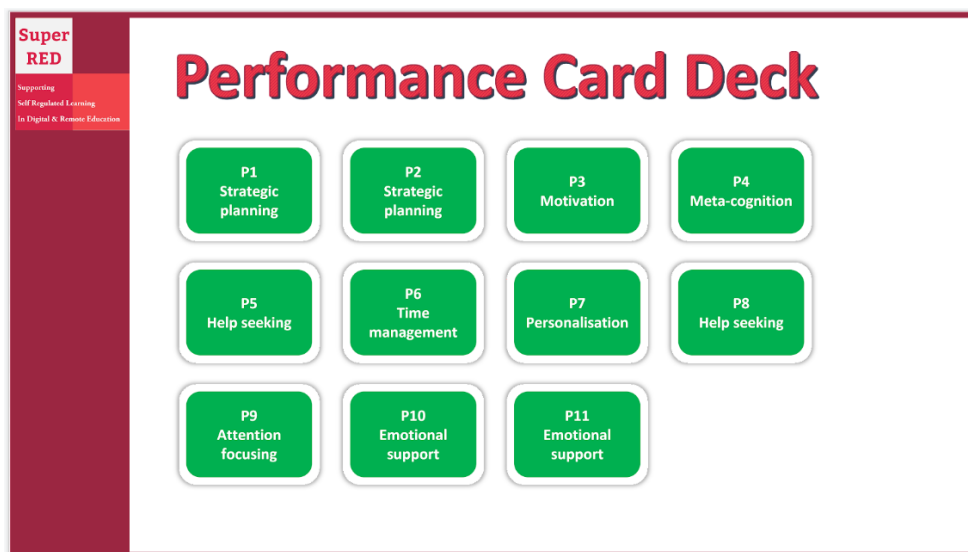 Super
RED
Supporting
Self Regulated Learning
In Digital & Remote Education
Performance Card Deck
P1
Strategic
planning
P2
Strategic
planning
P3
Motivation
P4
Meta-cognition
P5
Help seeking
P6
Time
management
P7
Personalisation
P8
Help seeking
P9
Attention
focusing
P10
Emotional
support
P11
Emotional
support